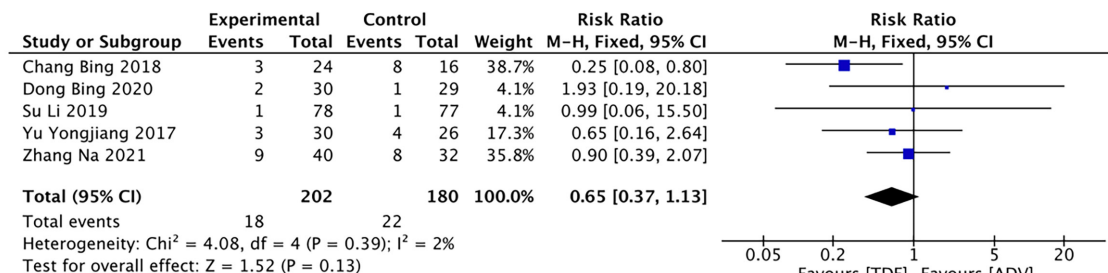 Experimental Control Risk Ratio Risk Ratio
Study or Subgroup Events Total Events Total Weight M-H, Fixed, 95% CI M-H, Fixed, 95% CI
Chang Bing 2018 3 24 8 16 38.7% 0.25 [0.08, 0.80]
Dong Bing 2020 2 30 1 29 4.1% 1.93 [0.19, 20.18]
Su Li 2019 1 78 1 77 4.1% 0.99 [0.06, 15.50]
Yu Yongjiang 2017 3 30 4 26 17.3% 0.65 [0.16, 2.64]
Zhang Na 2021 9 40 8 32 35.8% 0.90 [0.39, 2.07]
Total (95% CI) 202 180 100.0% 0.65 [0.37, 1.13]
Total events 18 22
Heterogeneity: Chi² = 4.08, df = 4 (P = 0.39); I² = 2%
Test for overall effect: Z = 1.52 (P = 0.13)
0.05 0.2 1 5 20
Favours [TDF] Favours [ADV]